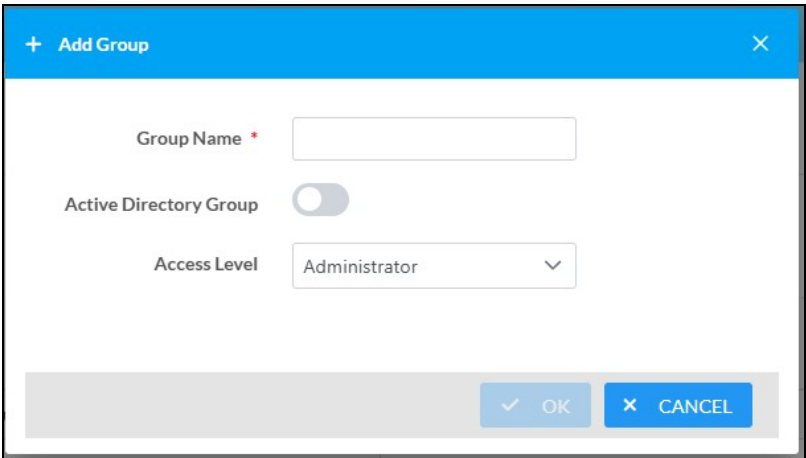 Add Group
Group Name *
Active Directory Group
Access Level
Administrator
OK
CANCEL